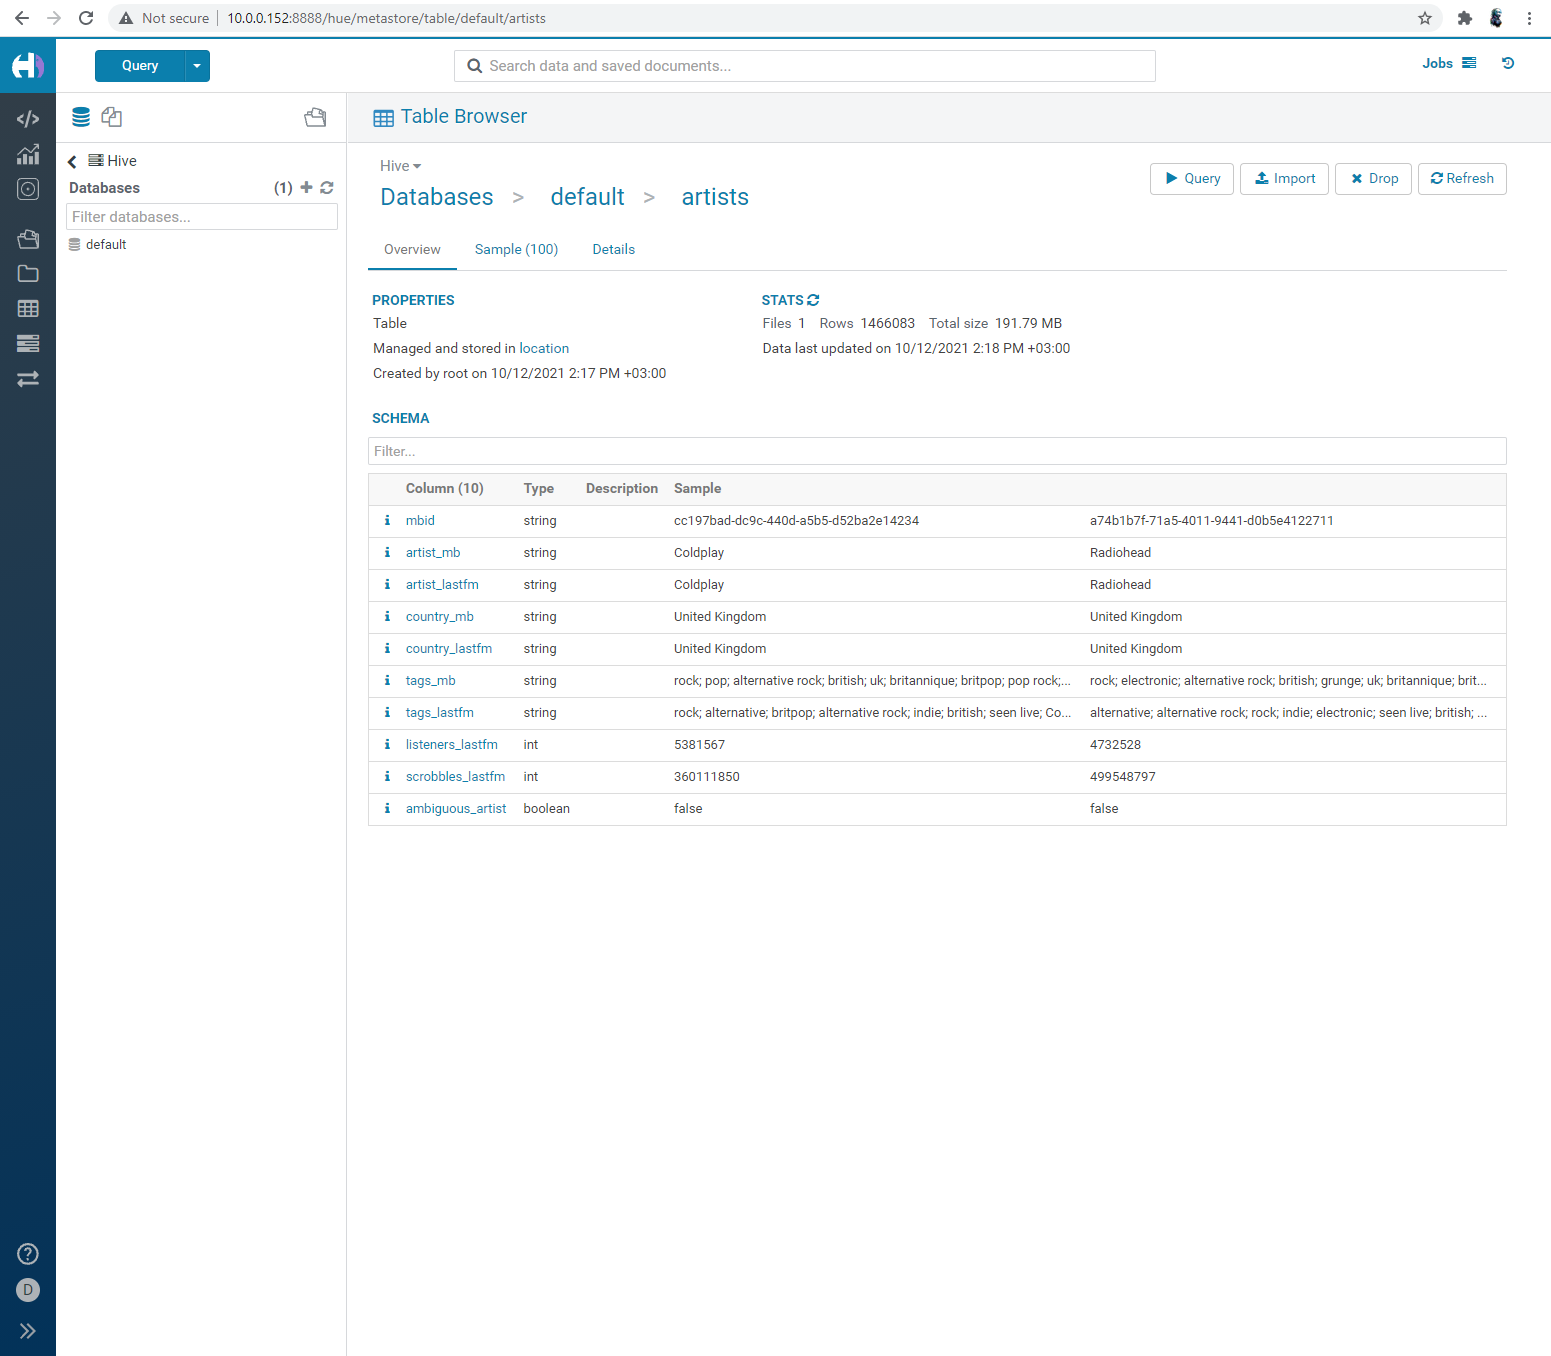 Not secure 10.0.0.152:8888/hue/metastore/table/default/artists
Query
Search data and saved documents...
Jobs
Table Browser
Hive
Databases (1)
Filter databases...
default
Hive
Databases > default > artists
Query Import Drop Refresh
Overview Sample (100) Details
PROPERTIES
Table
Managed and stored in location
Created by root on 10/12/2021 2:17 PM +03:00
STATS
Files 1 Rows 1466083 Total size 191.79 MB
Data last updated on 10/12/2021 2:18 PM +03:00
SCHEMA
Filter...
Column (10) Type Description Sample
i mbid string cc197bad-dc9c-440d-a5b5-d52ba2e14234 a74b1b7f-71a5-4011-9441-d0b5e4122711
i artist_mb string Coldplay Radiohead
i artist_lastfm string Coldplay Radiohead
i country_mb string United Kingdom United Kingdom
i country_lastfm string United Kingdom United Kingdom
i tags_mb string rock; pop; alternative rock; british; uk; britannique; britpop; pop rock;... rock; electronic; alternative rock; british; grunge; uk; britannique; brit...
i tags_lastfm string rock; alternative; britpop; alternative rock; indie; british; seen live; Co... alternative; alternative rock; rock; indie; electronic; seen live; british; ...
i listeners_lastfm int 5381567 4732528
i scrobbles_lastfm int 360111850 499548797
i ambiguous_artist boolean false false
?
D